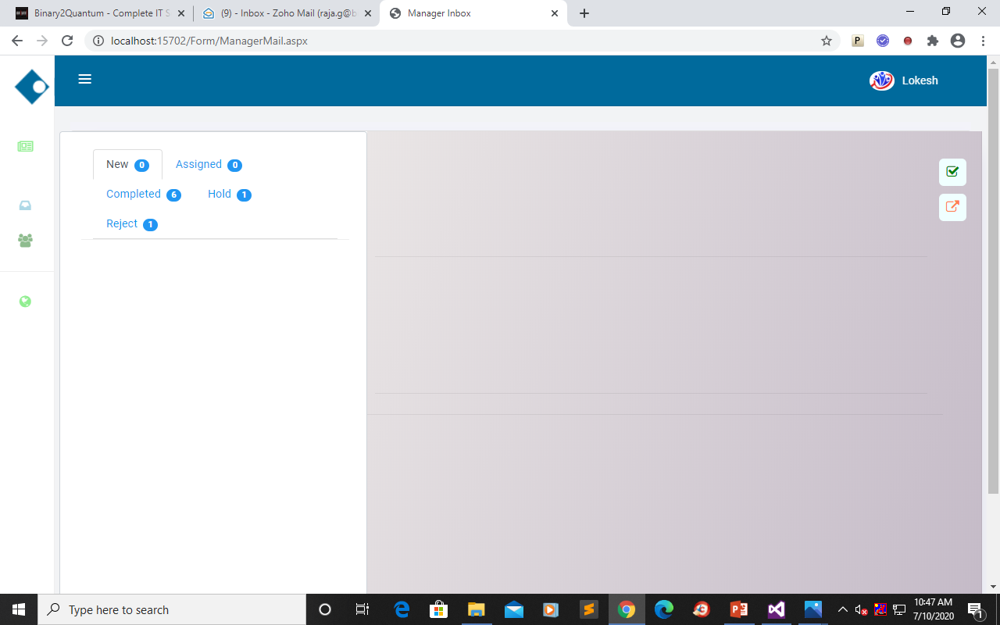 Binary2Quantum - Complete IT S
(9) - Inbox - Zoho Mail (raja.g@b
Manager Inbox
localhost:15702/Form/ManagerMail.aspx
P
Lokesh
New 0 Assigned 0
Completed 6 Hold 1
Reject 1
Type here to search
10:47 AM
7/10/2020
1